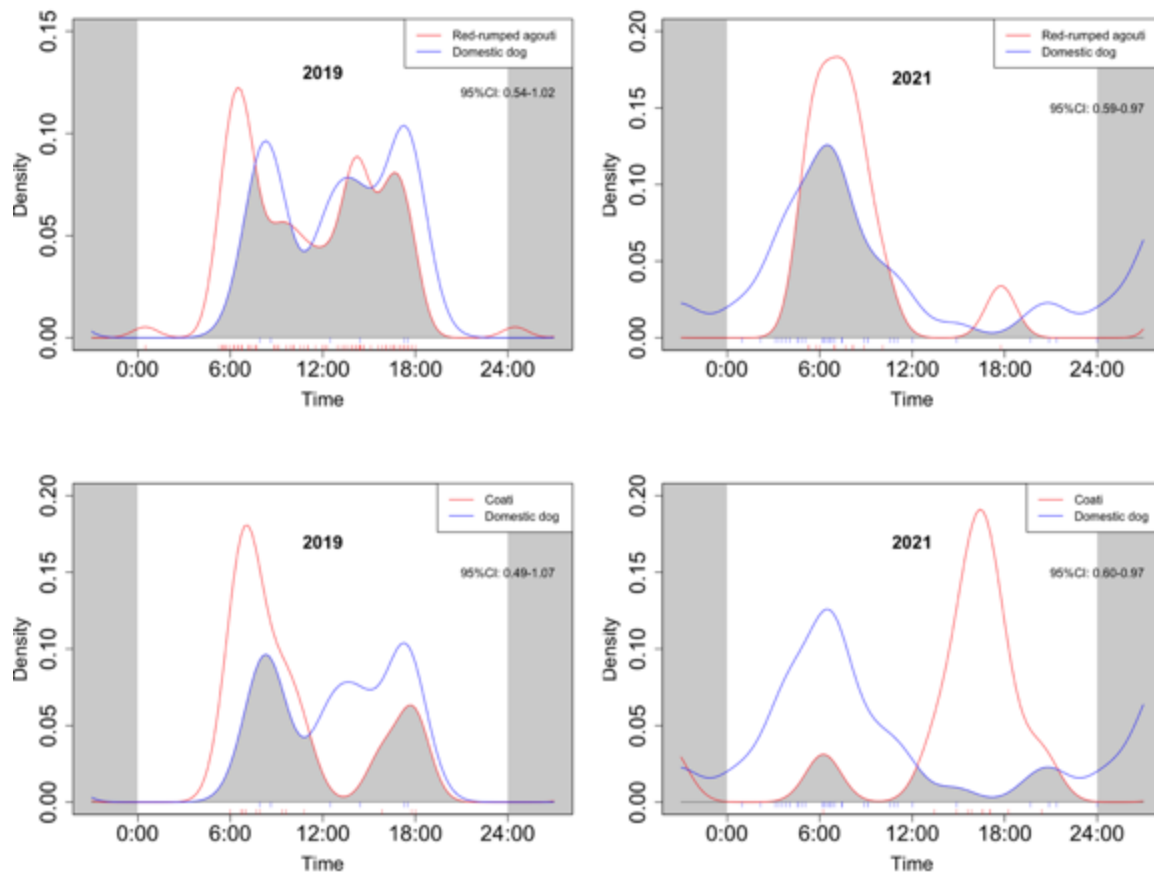 Red-rumped agouti
Domestic dog
2019
95%CI: 0.54-1.02
0.15
0.10
0.05
0.00
Density
0:00 6:00 12:00 18:00 24:00
Time
Red-rumped agouti
Domestic dog
2021
95%CI: 0.59-0.97
0.20
0.15
0.10
0.05
0.00
Density
0:00 6:00 12:00 18:00 24:00
Time
Coati
Domestic dog
2019
95%CI: 0.49-1.07
0.20
0.15
0.10
0.05
0.00
Density
0:00 6:00 12:00 18:00 24:00
Time
Coati
Domestic dog
2021
95%CI: 0.60-0.97
0.20
0.15
0.10
0.05
0.00
Density
0:00 6:00 12:00 18:00 24:00
Time